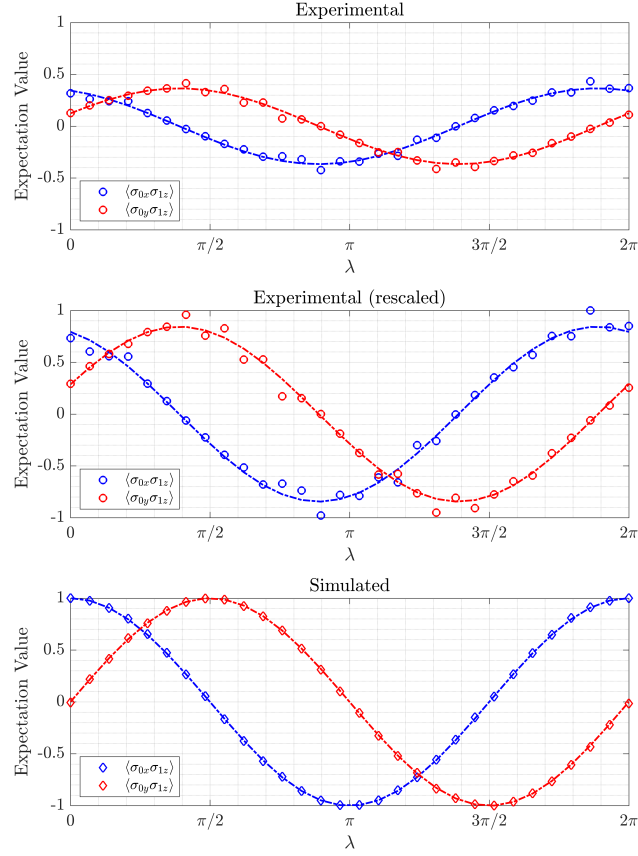 Experimental
Expectation Value
1
0.5
0
-0.5
-1
⟨σ0xσ1z⟩
⟨σ0yσ1z⟩
0 π/2 π 3π/2 2π
λ
Experimental (rescaled)
Expectation Value
1
0.5
0
-0.5
-1
⟨σ0xσ1z⟩
⟨σ0yσ1z⟩
0 π/2 π 3π/2 2π
λ
Simulated
Expectation Value
1
0.5
0
-0.5
-1
⟨σ0xσ1z⟩
⟨σ0yσ1z⟩
0 π/2 π 3π/2 2π
λ